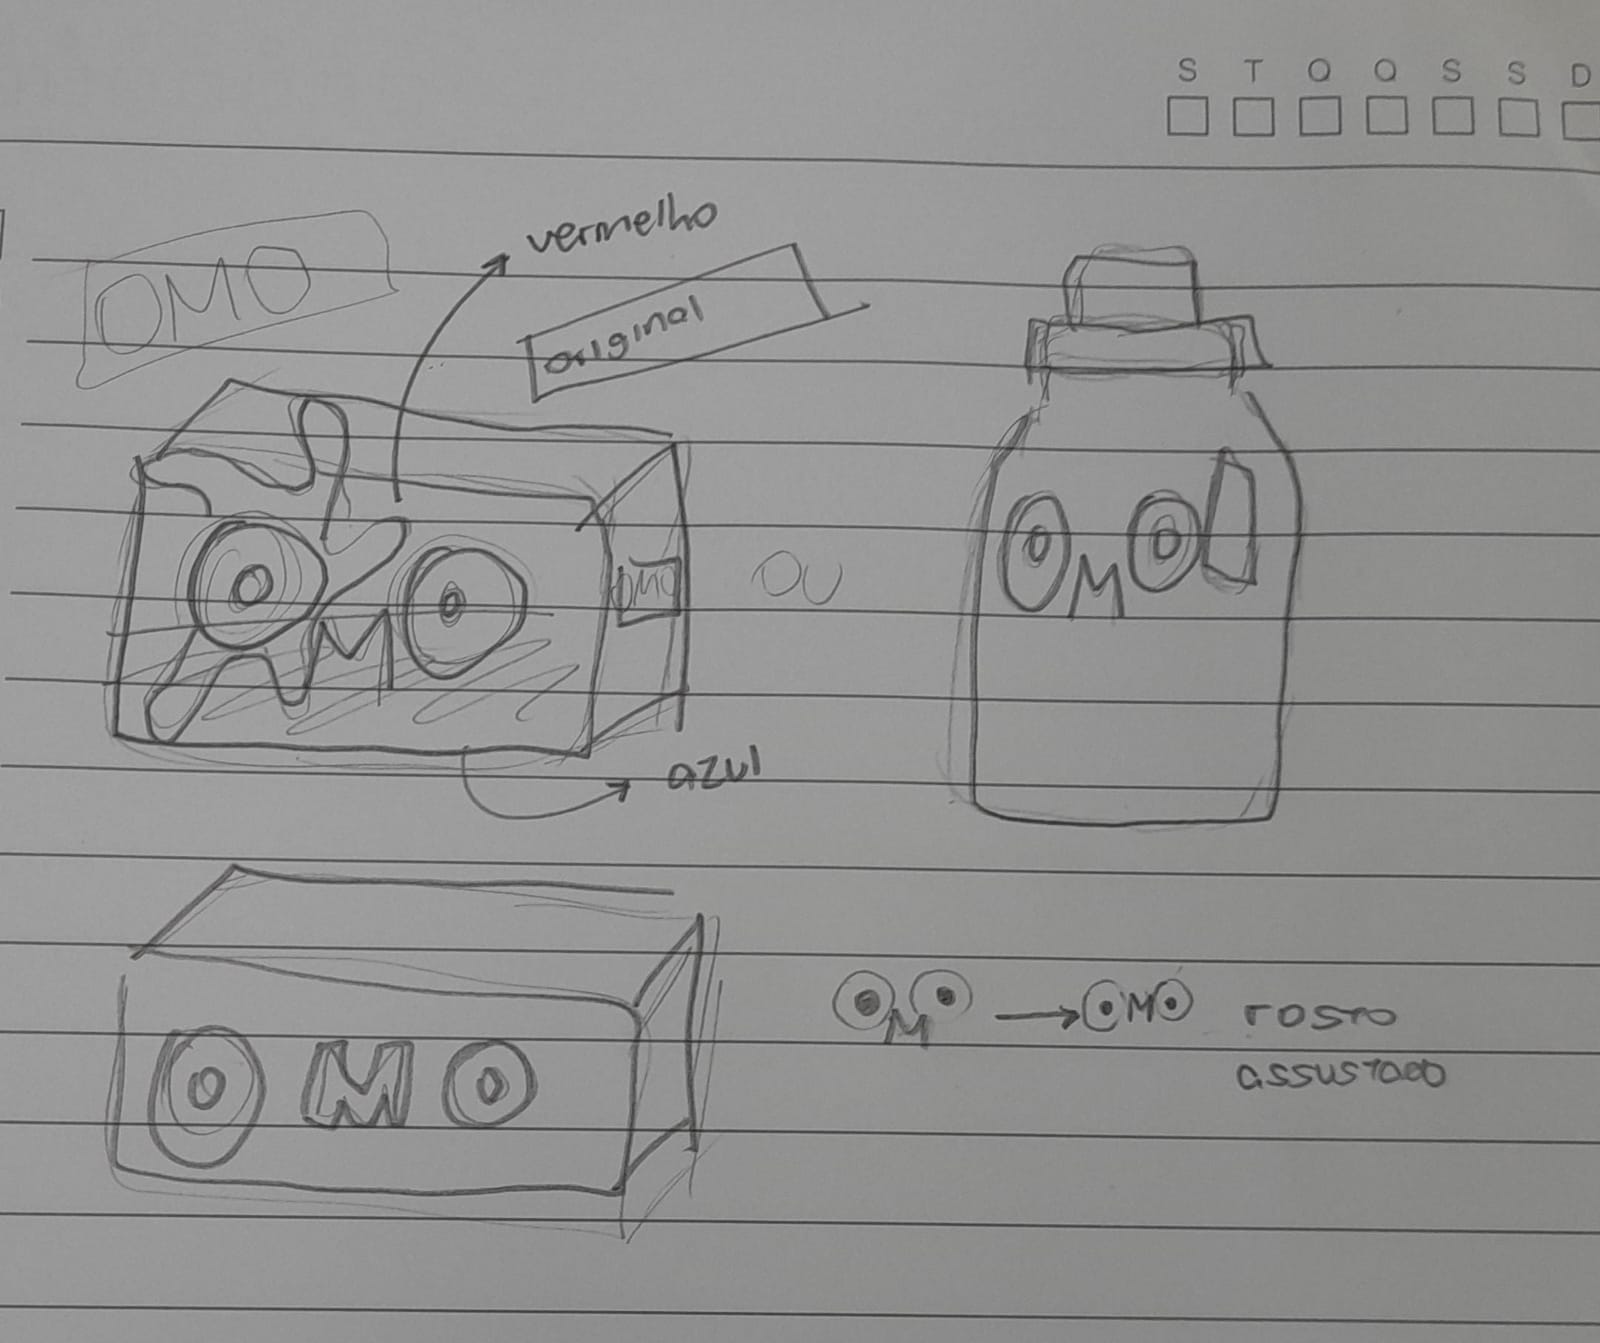 S T Q Q S S D
vermelho
OMO
original
OMO
OMO
OU
OMO
azul
OMO
OMO → OMO rosto
assustado